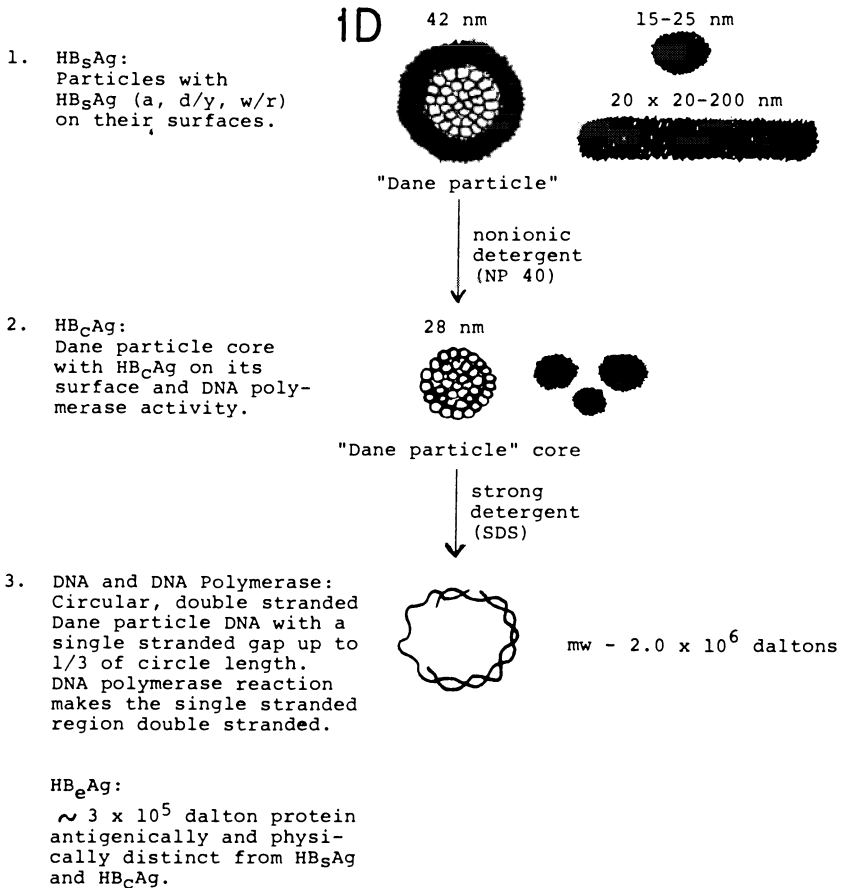 1D
42 nm
15-25 nm
1. HBsAg:
Particles with
HBsAg (a, d/y, w/r)
on their surfaces.
20 x 20-200 nm
"Dane particle"
nonionic
detergent
(NP 40)
2. HBcAg:
Dane particle core
with HBcAg on its
surface and DNA poly-
merase activity.
28 nm
"Dane particle" core
strong
detergent
(SDS)
3. DNA and DNA Polymerase:
Circular, double stranded
Dane particle DNA with a
single stranded gap up to
1/3 of circle length.
DNA polymerase reaction
makes the single stranded
region double stranded.
mw - 2.0 x 10^6 daltons
HBeAg:
~ 3 x 10^5 dalton protein
antigenically and physi-
cally distinct from HBsAg
and HBcAg.